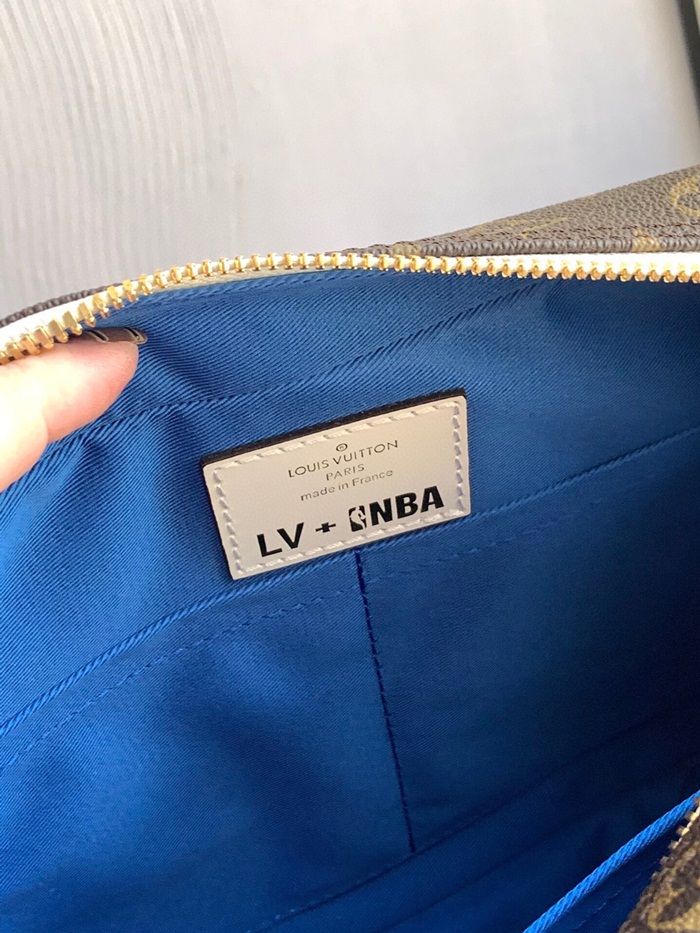 LOUIS VUITTON
PARIS
made in France
LV + NBA